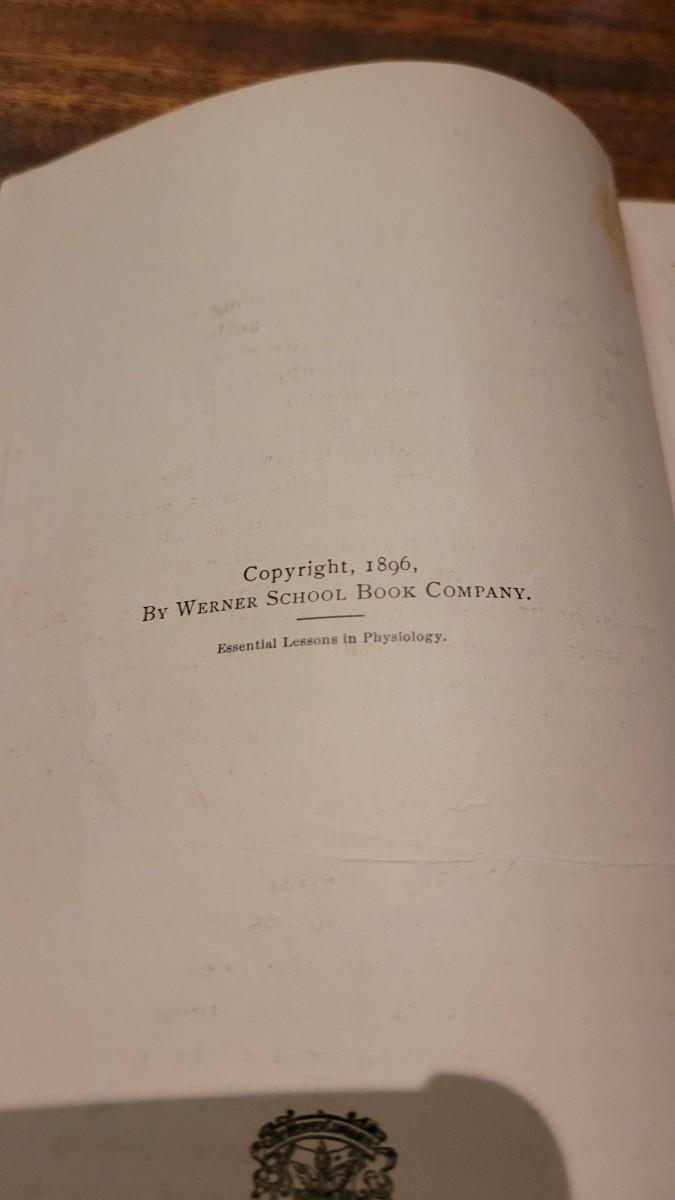 Copyright, 1896,
By Werner School Book Company.
Essential Lessons in Physiology.